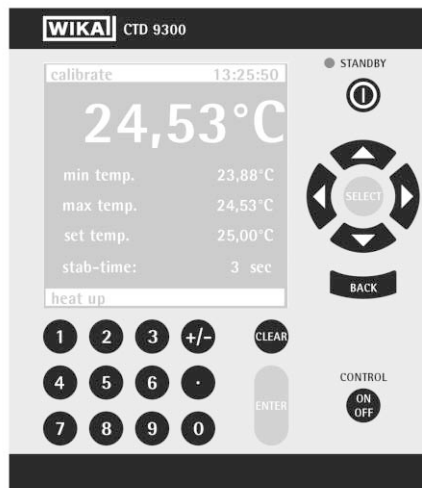 WIKA CTD 9300
calibrate 13:25:50
24,53°C
min temp. 23,88°C
max temp. 24,53°C
set temp. 25,00°C
stab-time: 3 sec
heat up
STANDBY
SELECT
BACK
1 2 3 +/- CLEAR
4 5 6 .
7 8 9 0
ENTER
CONTROL
ON
OFF